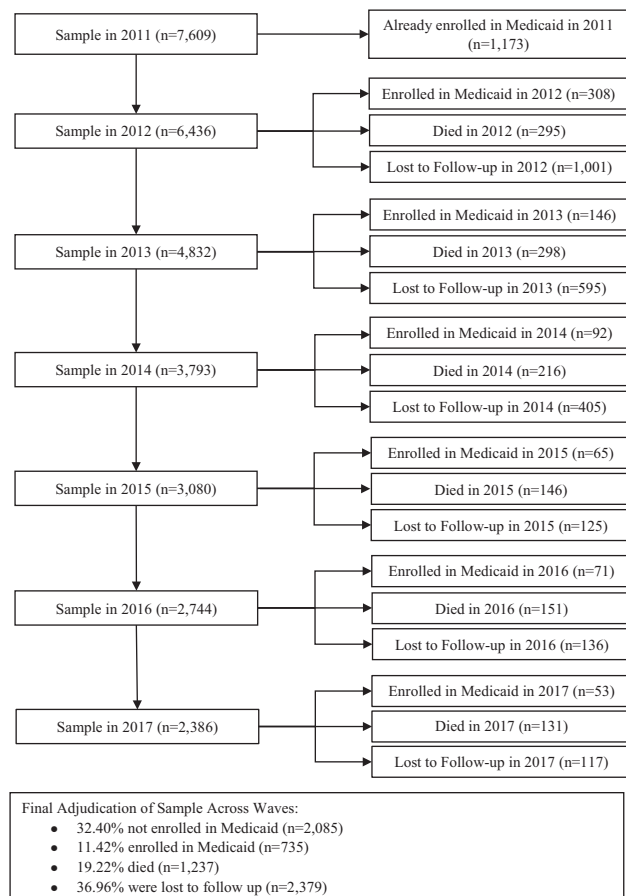 Sample in 2011 (n=7,609)
Already enrolled in Medicaid in 2011
(n=1,173)
Sample in 2012 (n=6,436)
Enrolled in Medicaid in 2012 (n=308)
Died in 2012 (n=295)
Lost to Follow-up in 2012 (n=1,001)
Sample in 2013 (n=4,832)
Enrolled in Medicaid in 2013 (n=146)
Died in 2013 (n=298)
Lost to Follow-up in 2013 (n=595)
Sample in 2014 (n=3,793)
Enrolled in Medicaid in 2014 (n=92)
Died in 2014 (n=216)
Lost to Follow-up in 2014 (n=405)
Sample in 2015 (n=3,080)
Enrolled in Medicaid in 2015 (n=65)
Died in 2015 (n=146)
Lost to Follow-up in 2015 (n=125)
Sample in 2016 (n=2,744)
Enrolled in Medicaid in 2016 (n=71)
Died in 2016 (n=151)
Lost to Follow-up in 2016 (n=136)
Sample in 2017 (n=2,386)
Enrolled in Medicaid in 2017 (n=53)
Died in 2017 (n=131)
Lost to Follow-up in 2017 (n=117)
Final Adjudication of Sample Across Waves:
● 32.40% not enrolled in Medicaid (n=2,085)
● 11.42% enrolled in Medicaid (n=735)
● 19.22% died (n=1,237)
● 36.96% were lost to follow up (n=2,379)